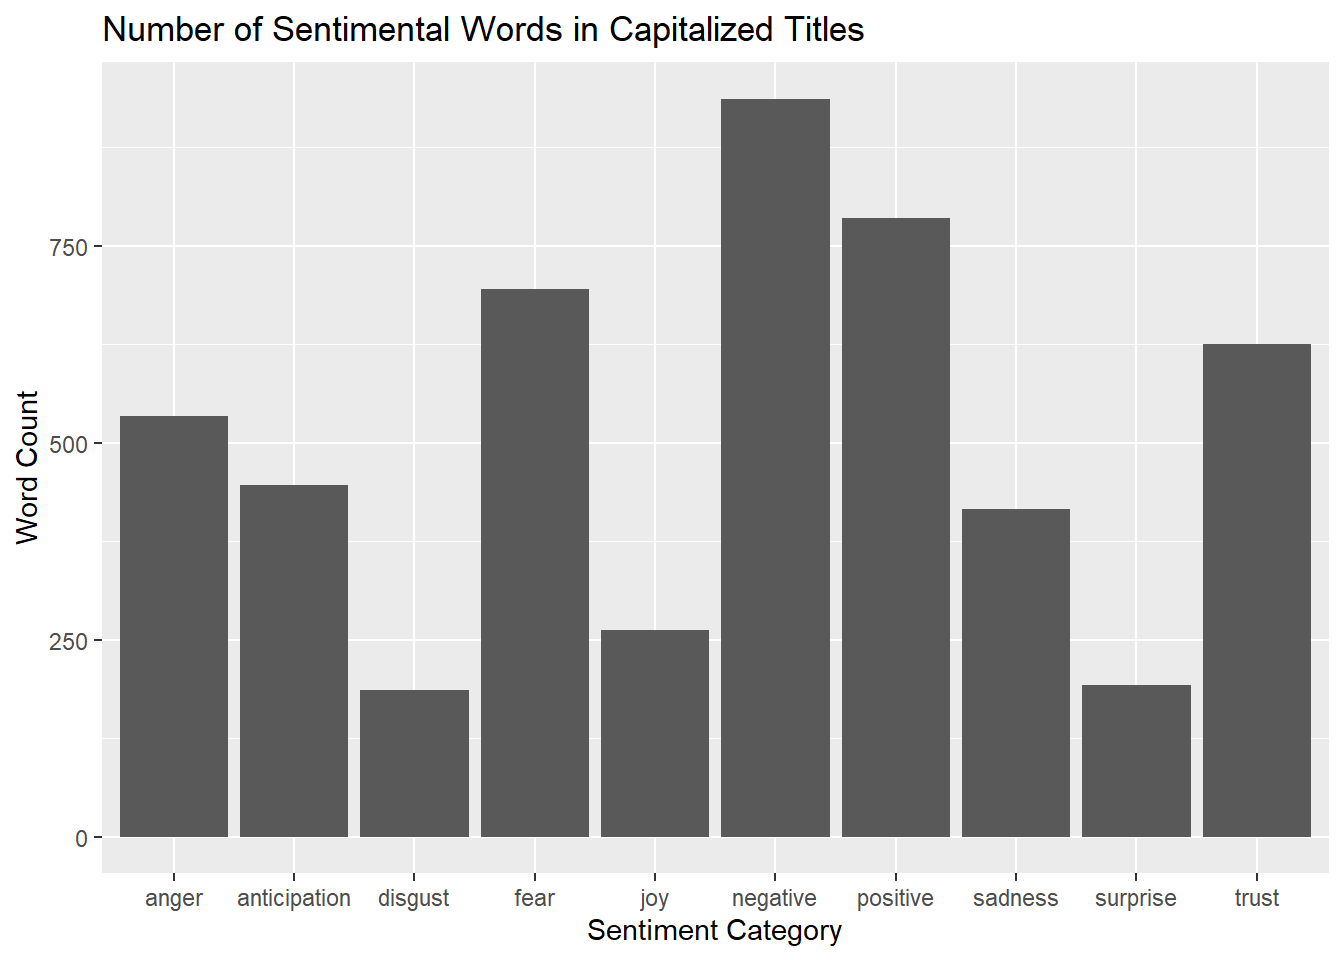 Number of Sentimental Words in Capitalized Titles
Word Count
750
500
250
0
anger anticipation disgust fear joy negative positive sadness surprise trust
Sentiment Category